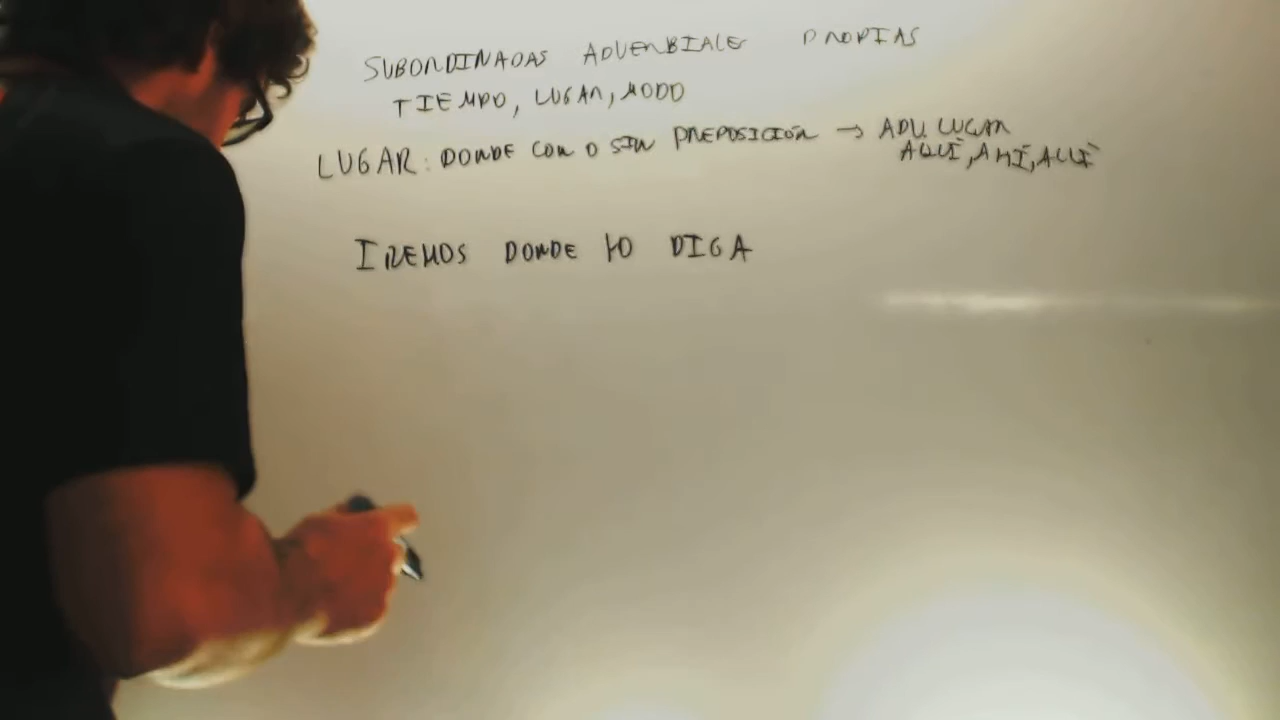 SUBORDINADAS ADVERBIALES PROPIAS
TIEMPO, LUGAR, MODO
LUGAR: DONDE CON O SIN PREPOSICIÓN → ADV. LUGAR
AQUÍ, AHÍ, ALLÍ
IREMOS DONDE YO DIGA